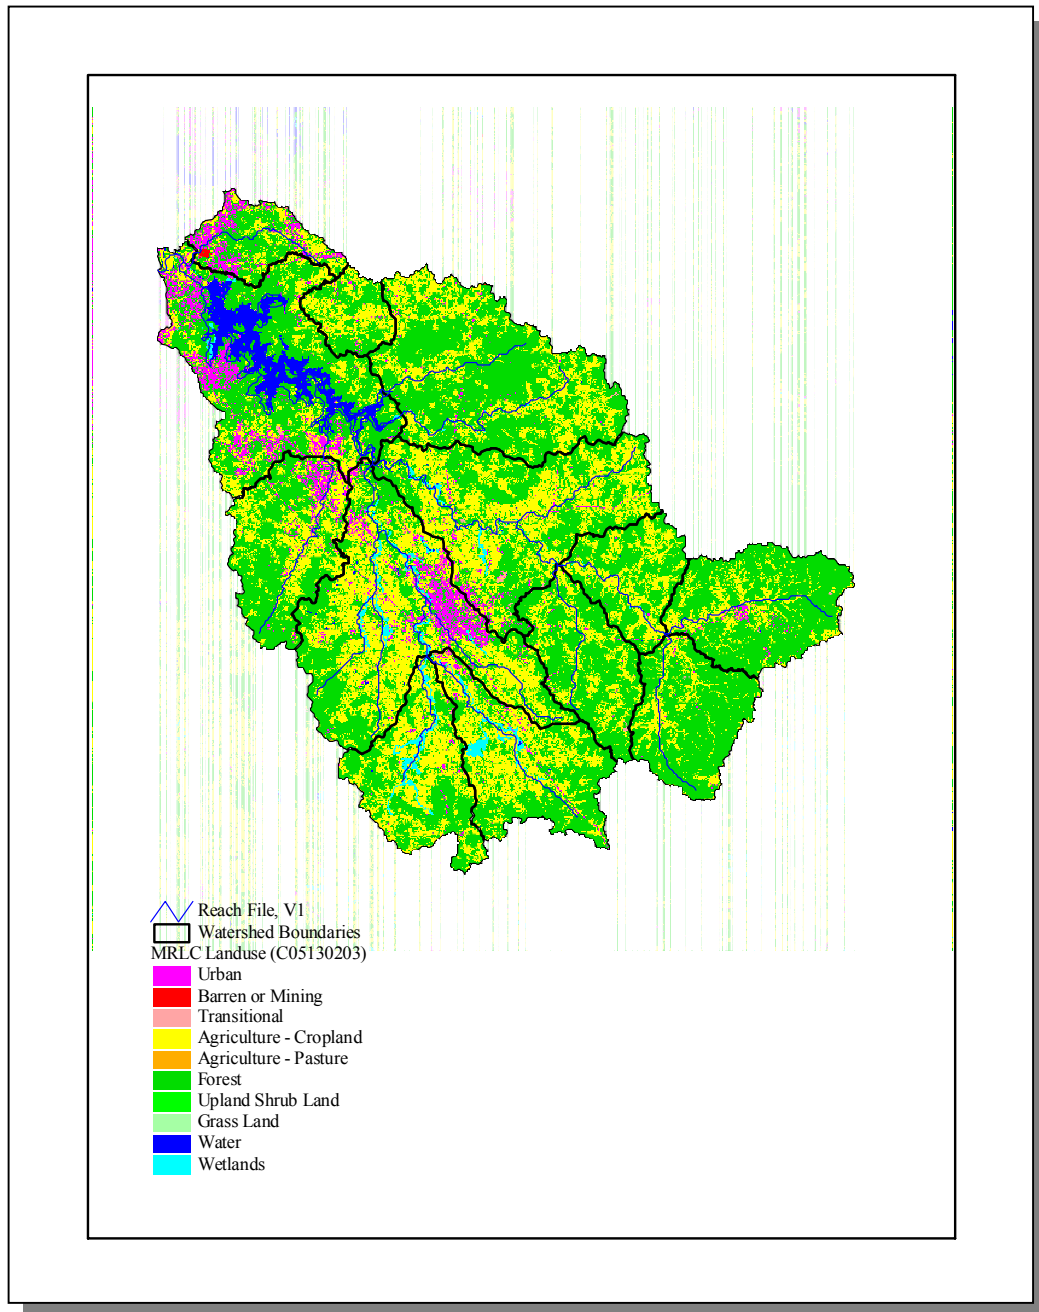 Reach File, V1
Watershed Boundaries
MRLC Landuse (C05130203)
Urban
Barren or Mining
Transitional
Agriculture - Cropland
Agriculture - Pasture
Forest
Upland Shrub Land
Grass Land
Water
Wetlands